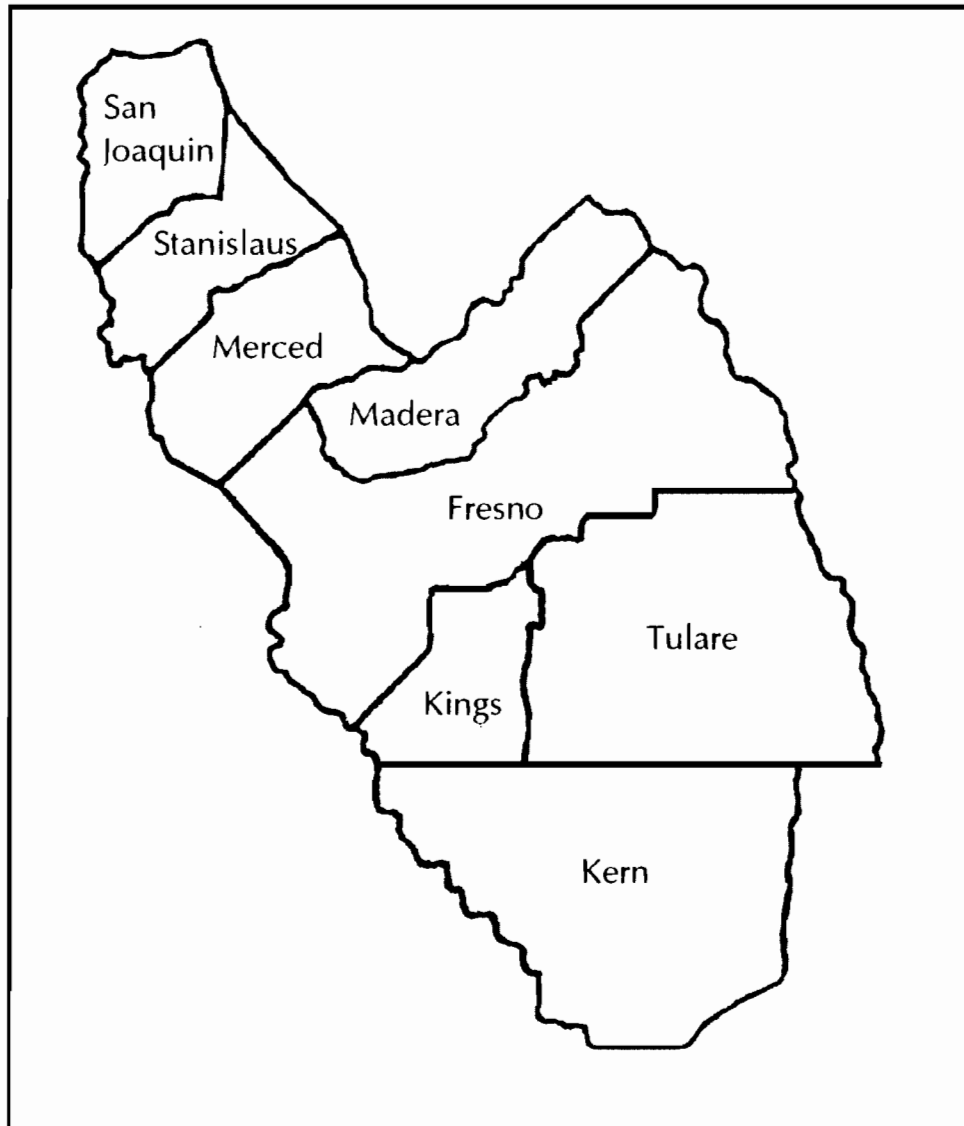 San
Joaquin
Stanislaus
Merced
Madera
Fresno
Tulare
Kings
Kern